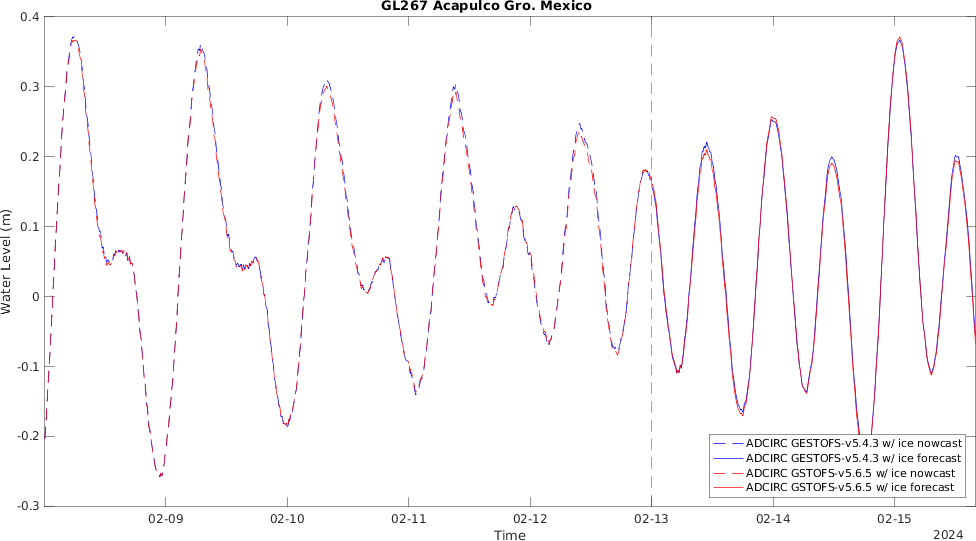 GL267 Acapulco Gro. Mexico
0.4
0.3
0.2
0.1
0
-0.1
-0.2
-0.3
Water Level (m)
ADCIRC GESTOFS-v5.4.3 w/ ice nowcast
ADCIRC GESTOFS-v5.4.3 w/ ice forecast
ADCIRC GSTOFS-v5.6.5 w/ ice nowcast
ADCIRC GSTOFS-v5.6.5 w/ ice forecast
02-09 02-10 02-11 02-12 02-13 02-14 02-15
Time
2024